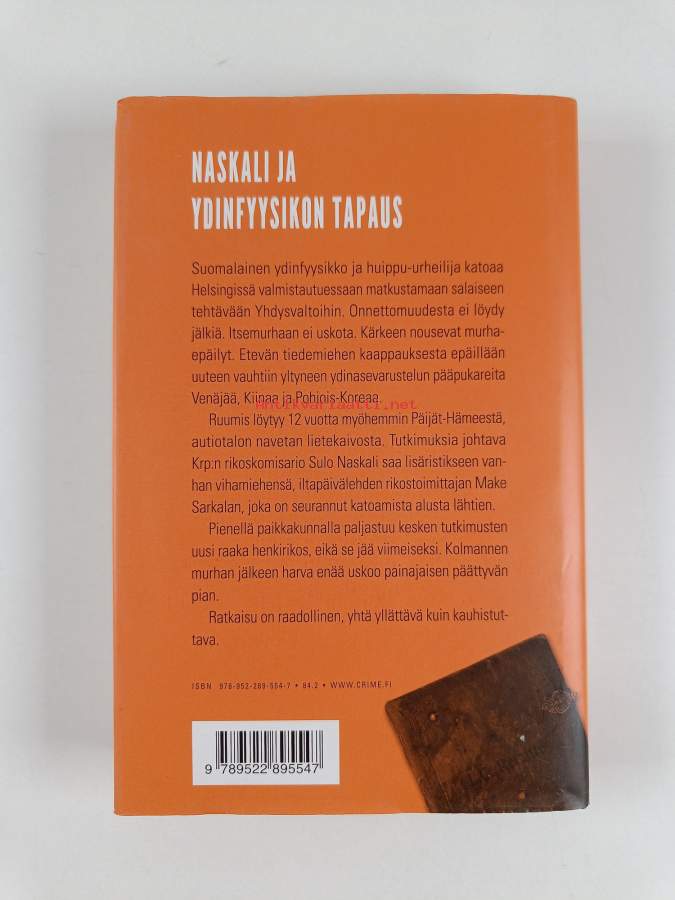 NASKALI JA
YDINFYYSIKON TAPAUS
Suomalainen ydinfyysikko ja huippu-urheilija katoaa
Helsingissä valmistautuessaan matkustamaan salaiseen
tehtävään Yhdysvaltoihin. Onnettomuudesta ei löydy
jälkiä. Itsemurhaan ei uskota. Kärkeen nousevat murha-
epäilyt. Etevän tiedemiehen kaappauksesta epäillään
uuteen vauhtiin yltyneen ydinasevarustelun pääpukareita
Venäjää, Kiinaa ja Pohjois-Koreaa.
Antikvariaatti.net
Ruumis löytyy 12 vuotta myöhemmin Päijät-Hämeestä,
autiotalon navetan lietekaivosta. Tutkimuksia johtava
Krp:n rikoskomisario Sulo Naskali saa lisäristikseen van-
han vihamiehensä, iltapäivälehden rikostoimittajan Make
Sarkalan, joka on seurannut katoamista alusta lähtien.
Pienellä paikkakunnalla paljastuu kesken tutkimusten
uusi raaka henkirikos, eikä se jää viimeiseksi. Kolmannen
murhan jälkeen harva enää uskoo painajaisen päättyvän
pian.
Ratkaisu on raadollinen, yhtä yllättävä kuin kauhistut-
tava.
ISBN 978-952-289-554-7 • 84.2 • WWW.CRIME.FI
9 789522 895547